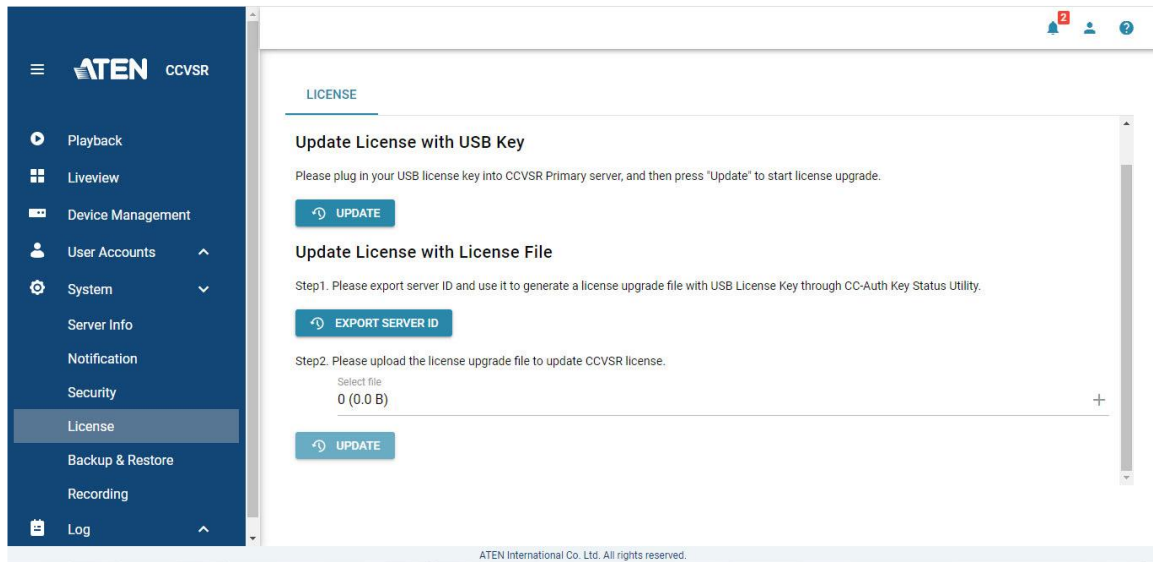 2
ATEN CCVSR
Playback
Liveview
Device Management
User Accounts
System
Server Info
Notification
Security
License
Backup & Restore
Recording
Log
LICENSE
Update License with USB Key
Please plug in your USB license key into CCVSR Primary server, and then press "Update" to start license upgrade.
UPDATE
Update License with License File
Step1. Please export server ID and use it to generate a license upgrade file with USB License Key through CC-Auth Key Status Utility.
EXPORT SERVER ID
Step2. Please upload the license upgrade file to update CCVSR license.
Select file
0 (0.0 B)
UPDATE
ATEN International Co. Ltd. All rights reserved.